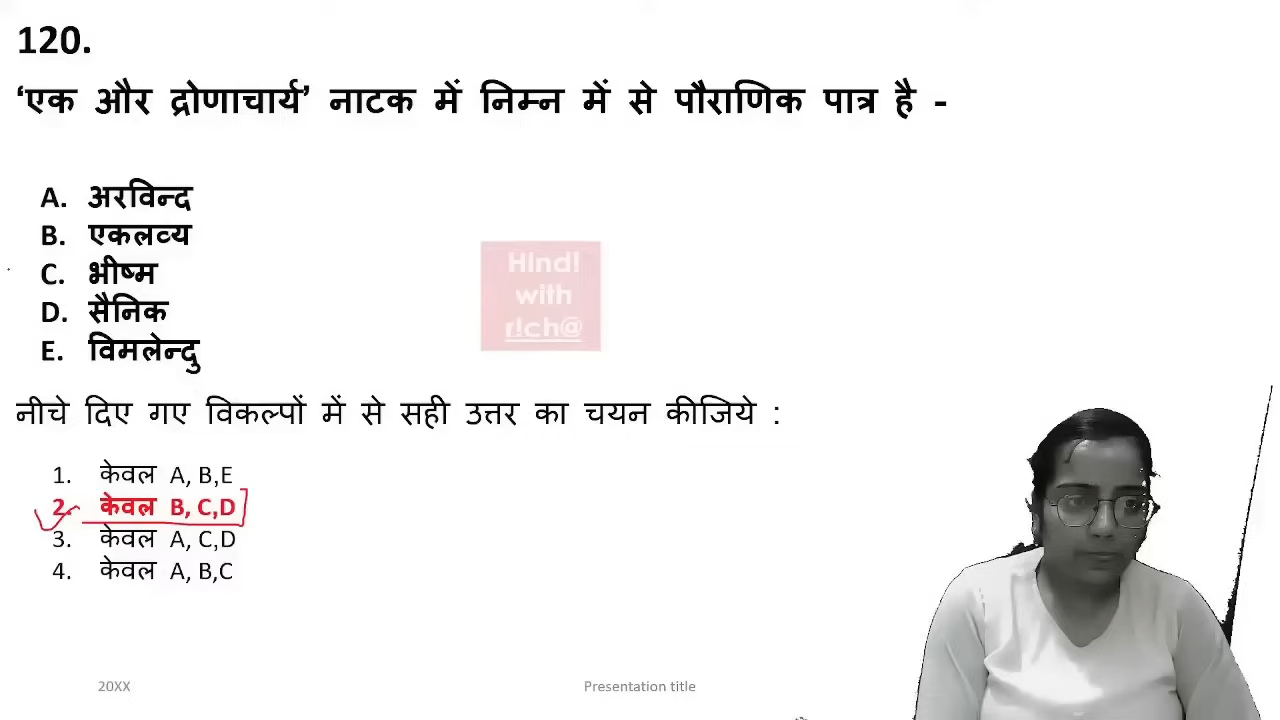 120.
‘एक और द्रोणाचार्य’ नाटक में निम्न में से पौराणिक पात्र है -
A. अरविन्द
B. एकलव्य
C. भीष्म
D. सैनिक
E. विमलेन्दु
HIndI
with
r!ch@
नीचे दिए गए विकल्पों में से सही उत्तर का चयन कीजिये :
1. केवल A, B,E
2. केवल B, C,D
3. केवल A, C,D
4. केवल A, B,C
20XX
Presentation title